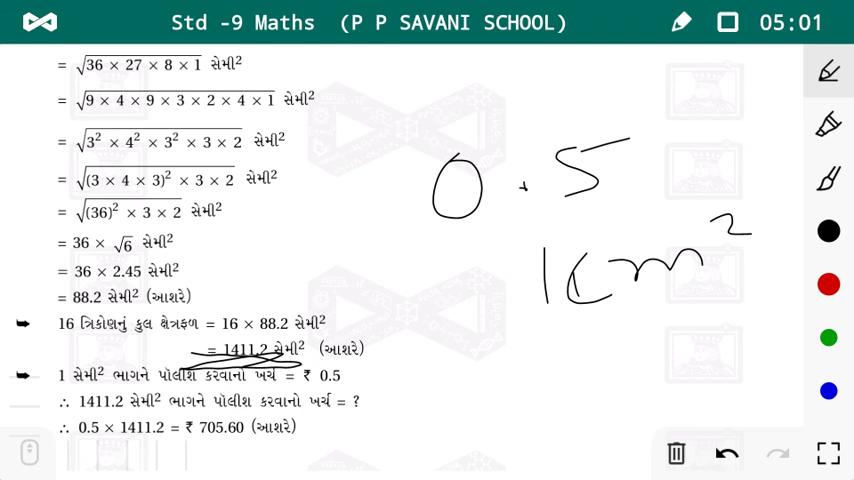 Std -9 Maths (P P SAVANI SCHOOL) 05:01
= √36 × 27 × 8 × 1 સેમી²
= √9 × 4 × 9 × 3 × 2 × 4 × 1 સેમી²
= √3² × 4² × 3² × 3 × 2 સેમી²
= √(3 × 4 × 3)² × 3 × 2 સેમી²
= √(36)² × 3 × 2 સેમી²
= 36 × √6 સેમી²
= 36 × 2.45 સેમી²
= 88.2 સેમી² (આશરે)
➥ 16 ત્રિકોણનું કુલ ક્ષેત્રફળ = 16 × 88.2 સેમી²
= 1411.2 સેમી² (આશરે)
➥ 1 સેમી² ભાગને પૉલીશ કરવાનો ખર્ચ = ₹ 0.5
∴ 1411.2 સેમી² ભાગને પૉલીશ કરવાનો ખર્ચ = ?
∴ 0.5 × 1411.2 = ₹ 705.60 (આશરે)
0.5
1cm²